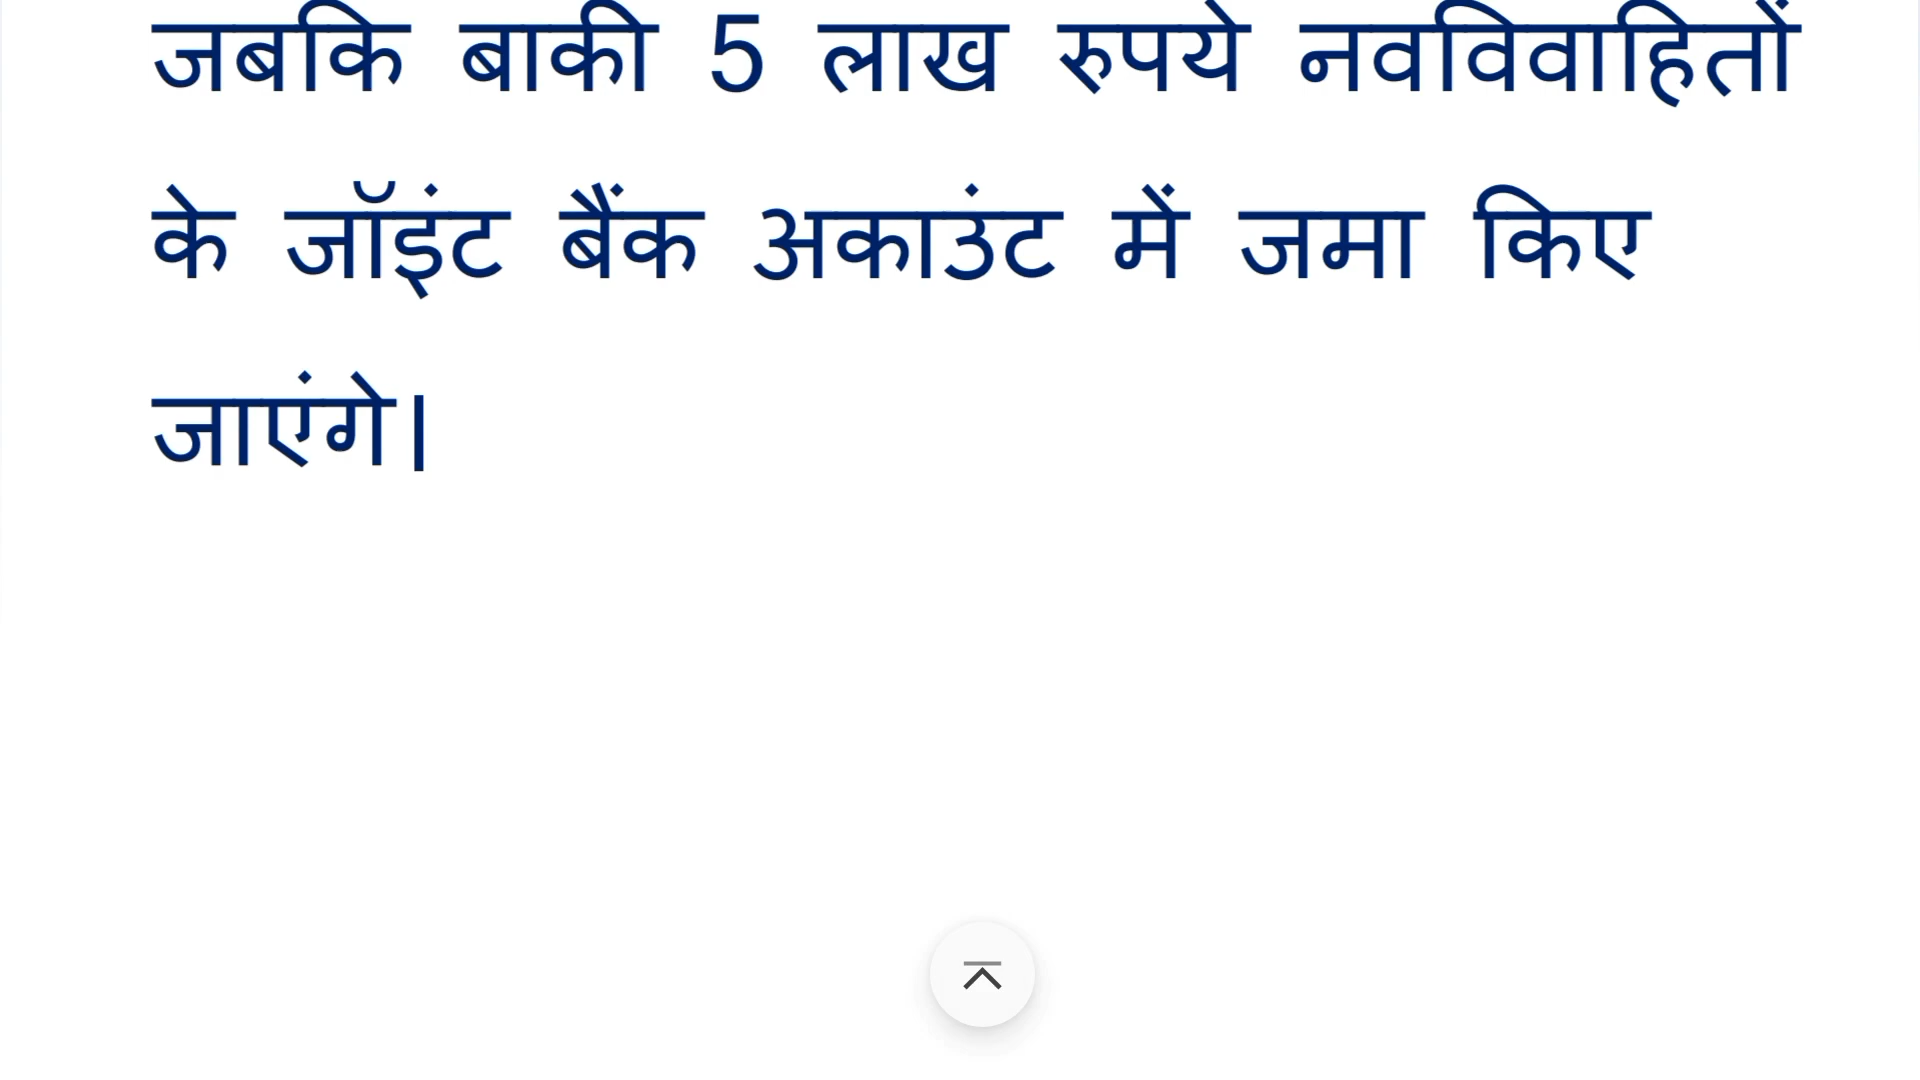 जबकि बाकी 5 लाख रुपये नवविवाहितों
के जॉइंट बैंक अकाउंट में जमा किए
जाएंगे।